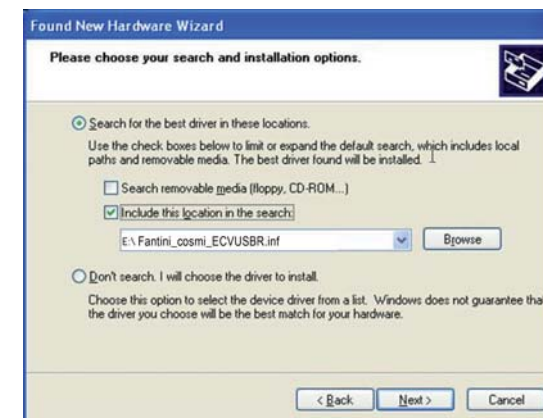 Found New Hardware Wizard
Please choose your search and installation options.
Search for the best driver in these locations.
Use the check boxes below to limit or expand the default search, which includes local
paths and removable media. The best driver found will be installed.
Search removable media (floppy, CD-ROM...)
Include this location in the search:
E:\ Fantini_cosmi_ECVUSBR.inf
Browse
Don't search. I will choose the driver to install.
Choose this option to select the device driver from a list. Windows does not guarantee tha
the driver you choose will be the best match for your hardware.
< Back
Next >
Cancel